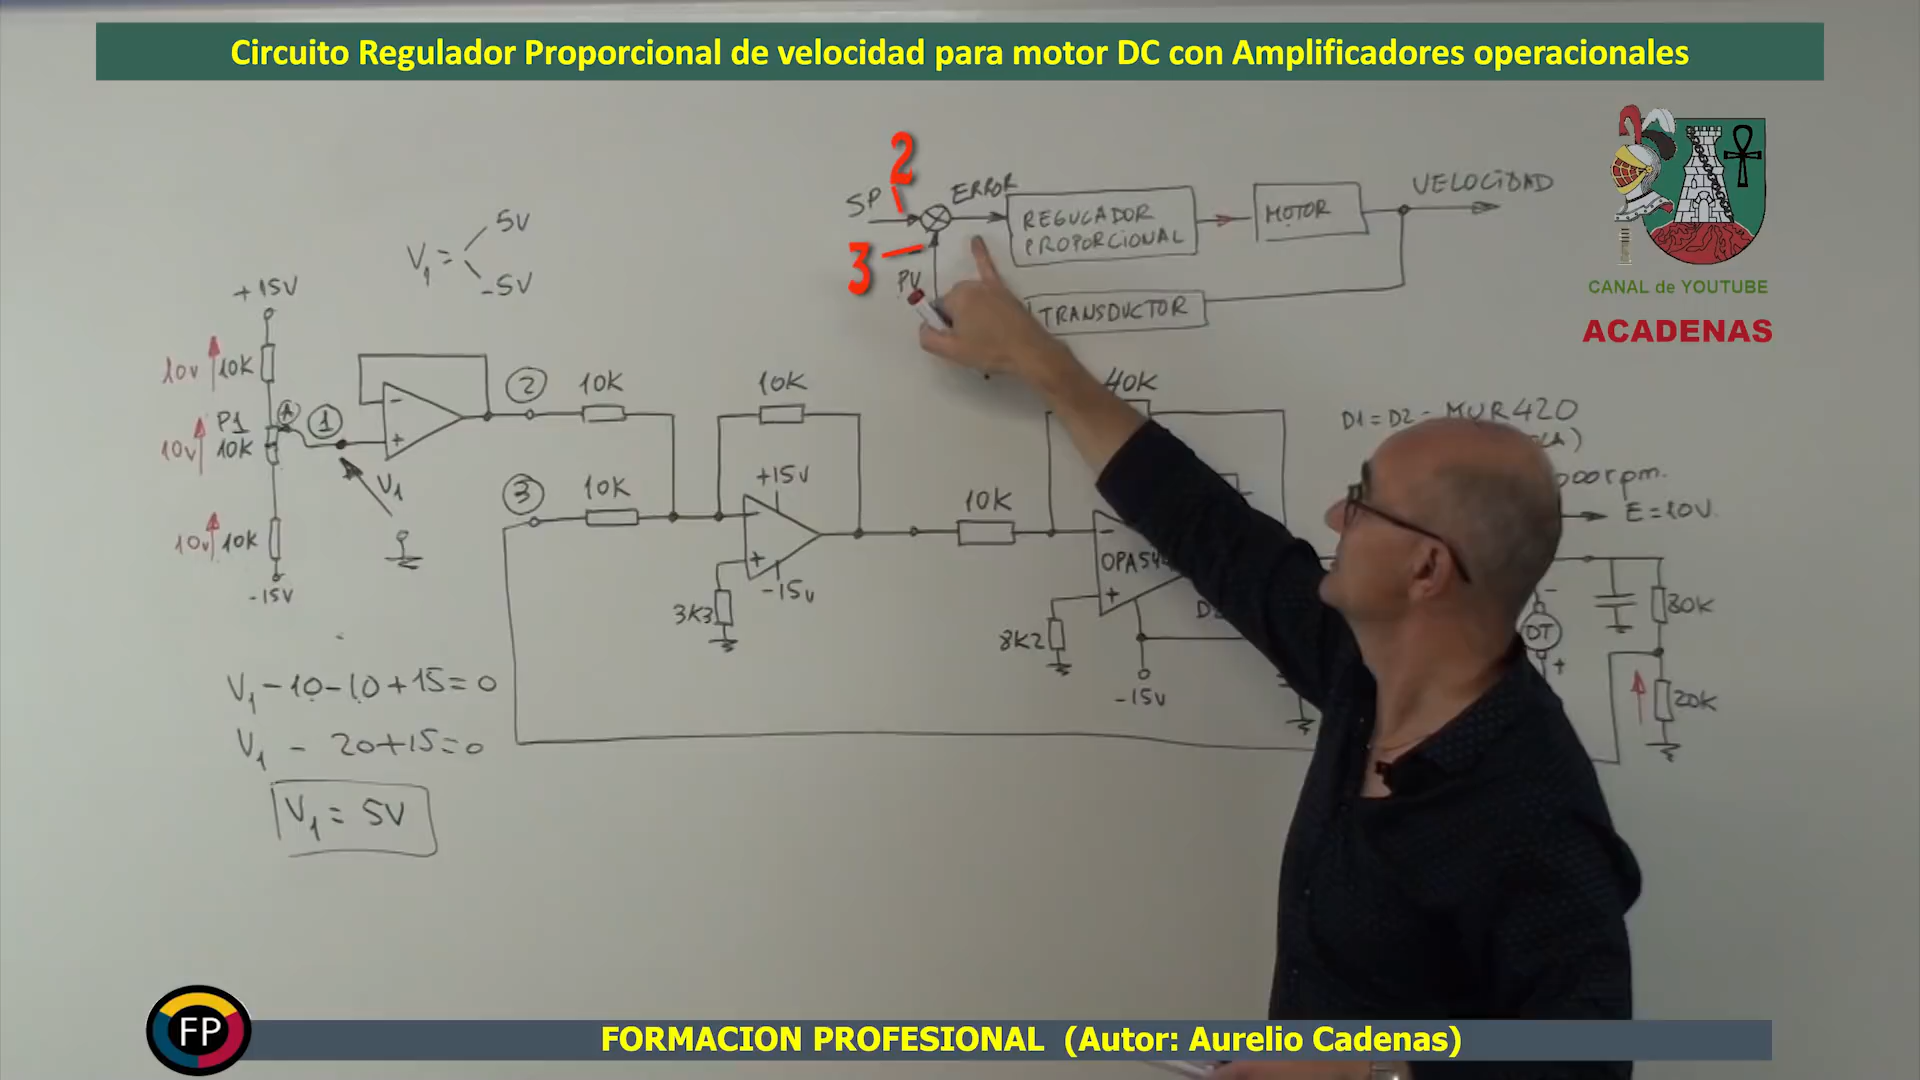 Circuito Regulador Proporcional de velocidad para motor DC con Amplificadores operacionales
2
SP
ERROR
REGULADOR
PROPORCIONAL
MOTOR
VELOCIDAD
3
PV
TRANSDUCTOR
CANAL de YOUTUBE
ACADENAS
V1 =
5V
-5V
+15V
10v
10K
P1
A
1
10v
10K
V1
10v
10K
-15V
-
+
2
10K
10K
3
10K
+15v
-
+
-15v
3K3
10K
40K
-
OPA54
+
8K2
-15v
D1=D2 = MUR420
000rpm.
E=10V.
-
DT
+
80K
20K
V1-10-10+15=0
V1 - 20+15=0
V1 = 5V
FP
FORMACION PROFESIONAL (Autor: Aurelio Cadenas)